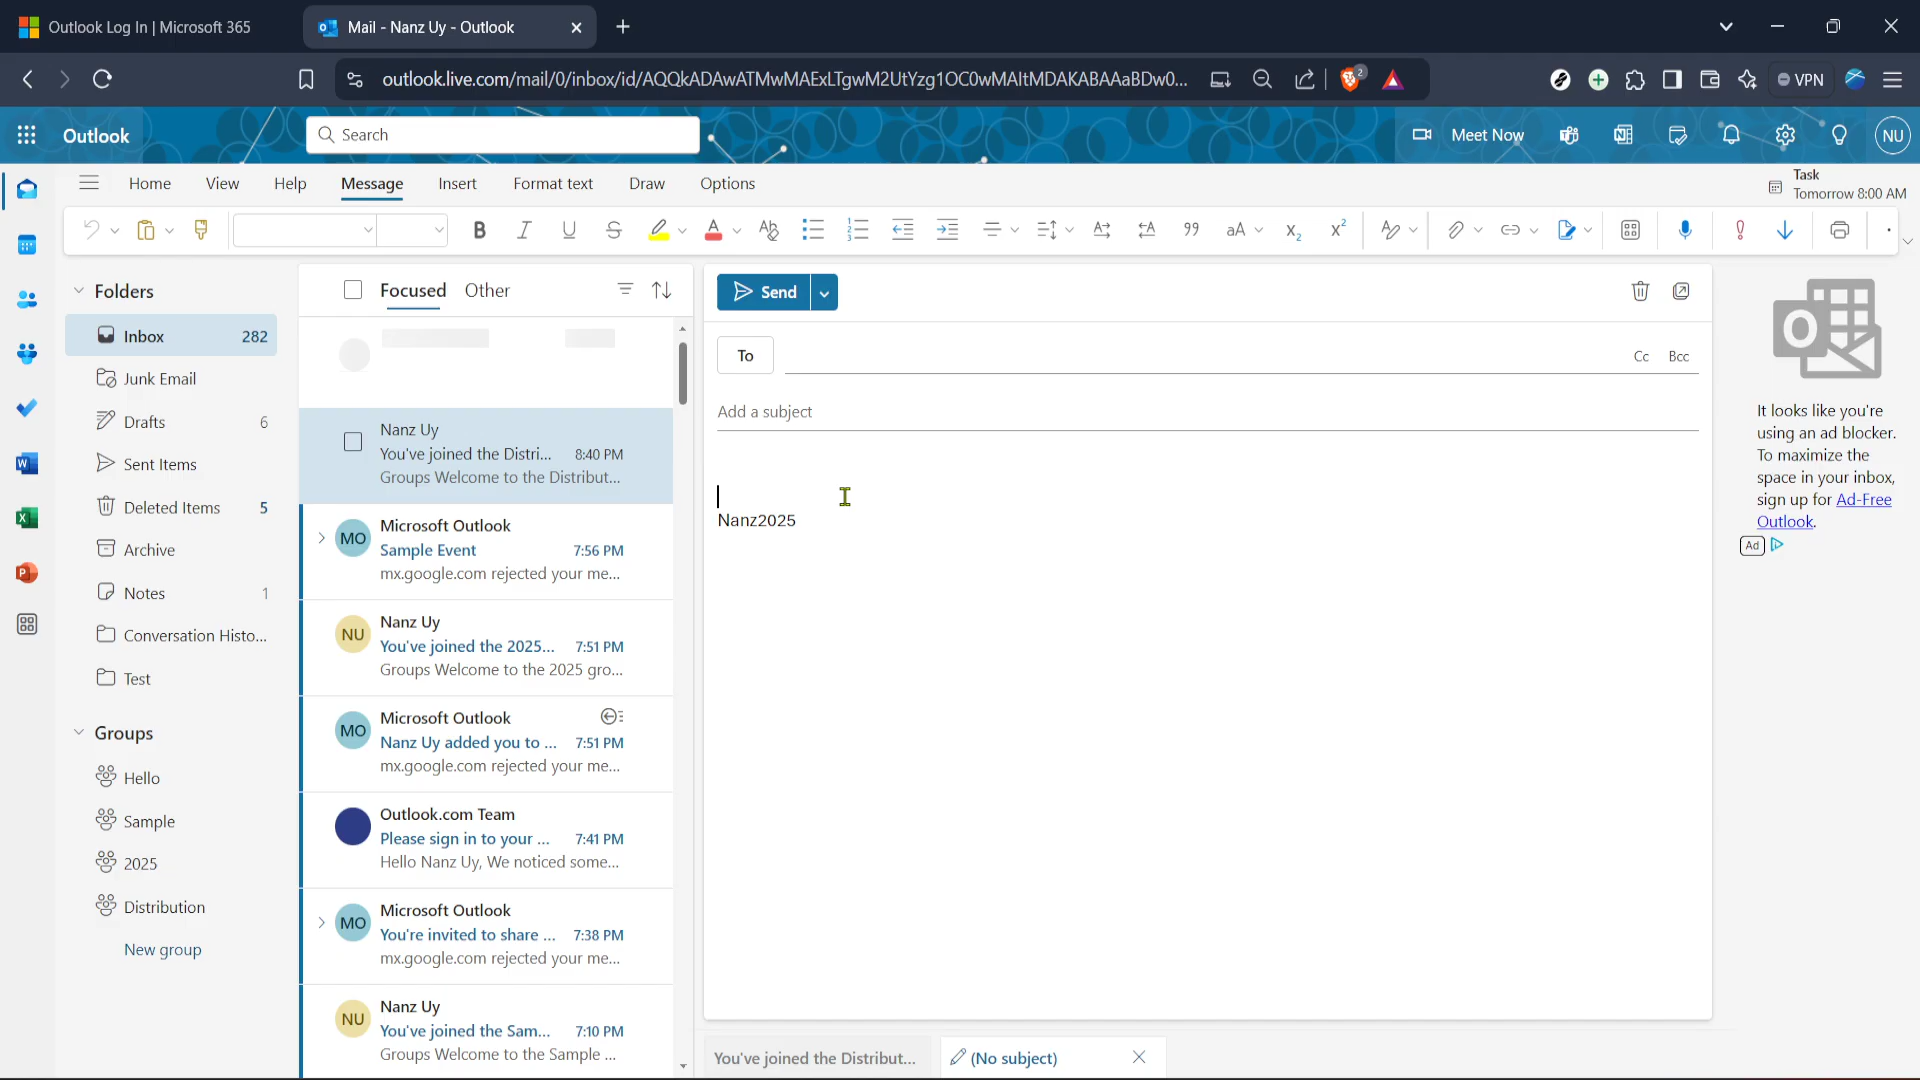 Outlook Log In | Microsoft 365
Mail - Nanz Uy - Outlook
outlook.live.com/mail/0/inbox/id/AQQkADAwATMwMAExLTgwM2UtYzg1OC0wMAItMDAKABAAaBDw0...
2
VPN
Outlook
Search
Meet Now
NU
Home
View
Help
Message
Insert
Format text
Draw
Options
Task
Tomorrow 8:00 AM
Folders
Inbox 282
Junk Email
Drafts 6
Sent Items
Deleted Items 5
Archive
Notes 1
Conversation Histo...
Test
Groups
Hello
Sample
2025
Distribution
New group
Focused
Other
Nanz Uy
You've joined the Distri... 8:40 PM
Groups Welcome to the Distribut...
MO
Microsoft Outlook
Sample Event 7:56 PM
mx.google.com rejected your me...
NU
Nanz Uy
You've joined the 2025... 7:51 PM
Groups Welcome to the 2025 gro...
MO
Microsoft Outlook
Nanz Uy added you to ... 7:51 PM
mx.google.com rejected your me...
Outlook.com Team
Please sign in to your ... 7:41 PM
Hello Nanz Uy, We noticed some...
MO
Microsoft Outlook
You're invited to share ... 7:38 PM
mx.google.com rejected your me...
NU
Nanz Uy
You've joined the Sam... 7:10 PM
Groups Welcome to the Sample ...
Send
To
Cc
Bcc
Add a subject
Nanz2025
You've joined the Distribut...
(No subject)
It looks like you're
using an ad blocker.
To maximize the
space in your inbox,
sign up for Ad-Free
Outlook.
Ad